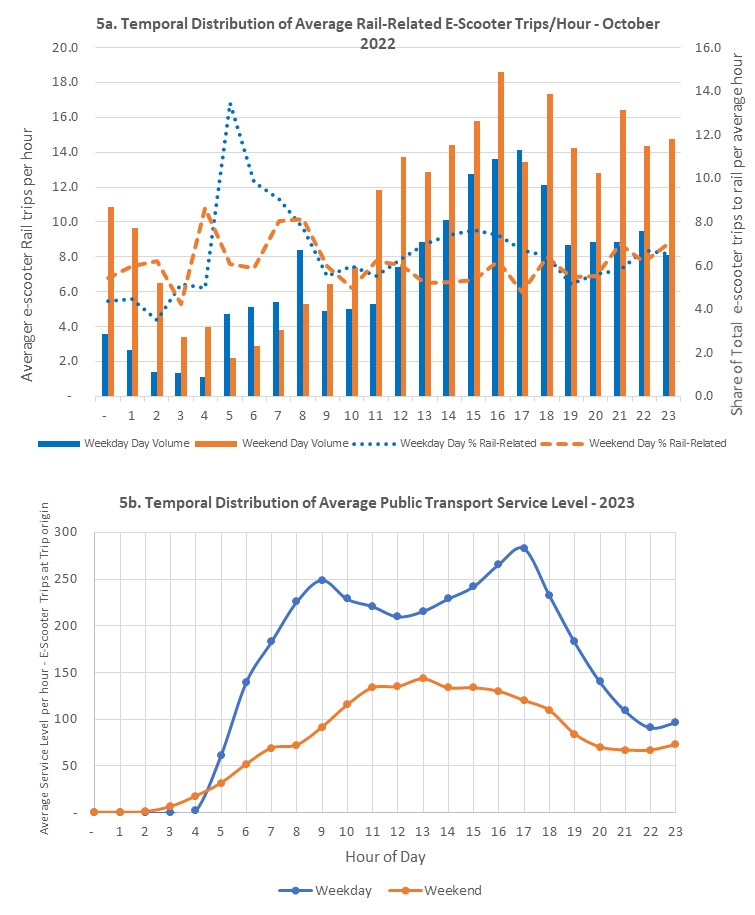 5a. Temporal Distribution of Average Rail-Related E-Scooter Trips/Hour - October
2022
Averager e-scooter Rail trips per hour
20.0
18.0
16.0
14.0
12.0
10.0
8.0
6.0
4.0
2.0
-
16.0
14.0
12.0
10.0
8.0
6.0
4.0
2.0
0.0
Share of Total e-scooter trips to rail per average hour
- 1 2 3 4 5 6 7 8 9 10 11 12 13 14 15 16 17 18 19 20 21 22 23
Weekday Day Volume Weekend Day Volume Weekday Day % Rail-Related Weekend Day % Rail-Related
5b. Temporal Distribution of Average Public Transport Service Level - 2023
Average Service Level per hour - E-Scooter Trips at Trip origin
300
250
200
150
100
50
-
- 1 2 3 4 5 6 7 8 9 10 11 12 13 14 15 16 17 18 19 20 21 22 23
Hour of Day
Weekday Weekend